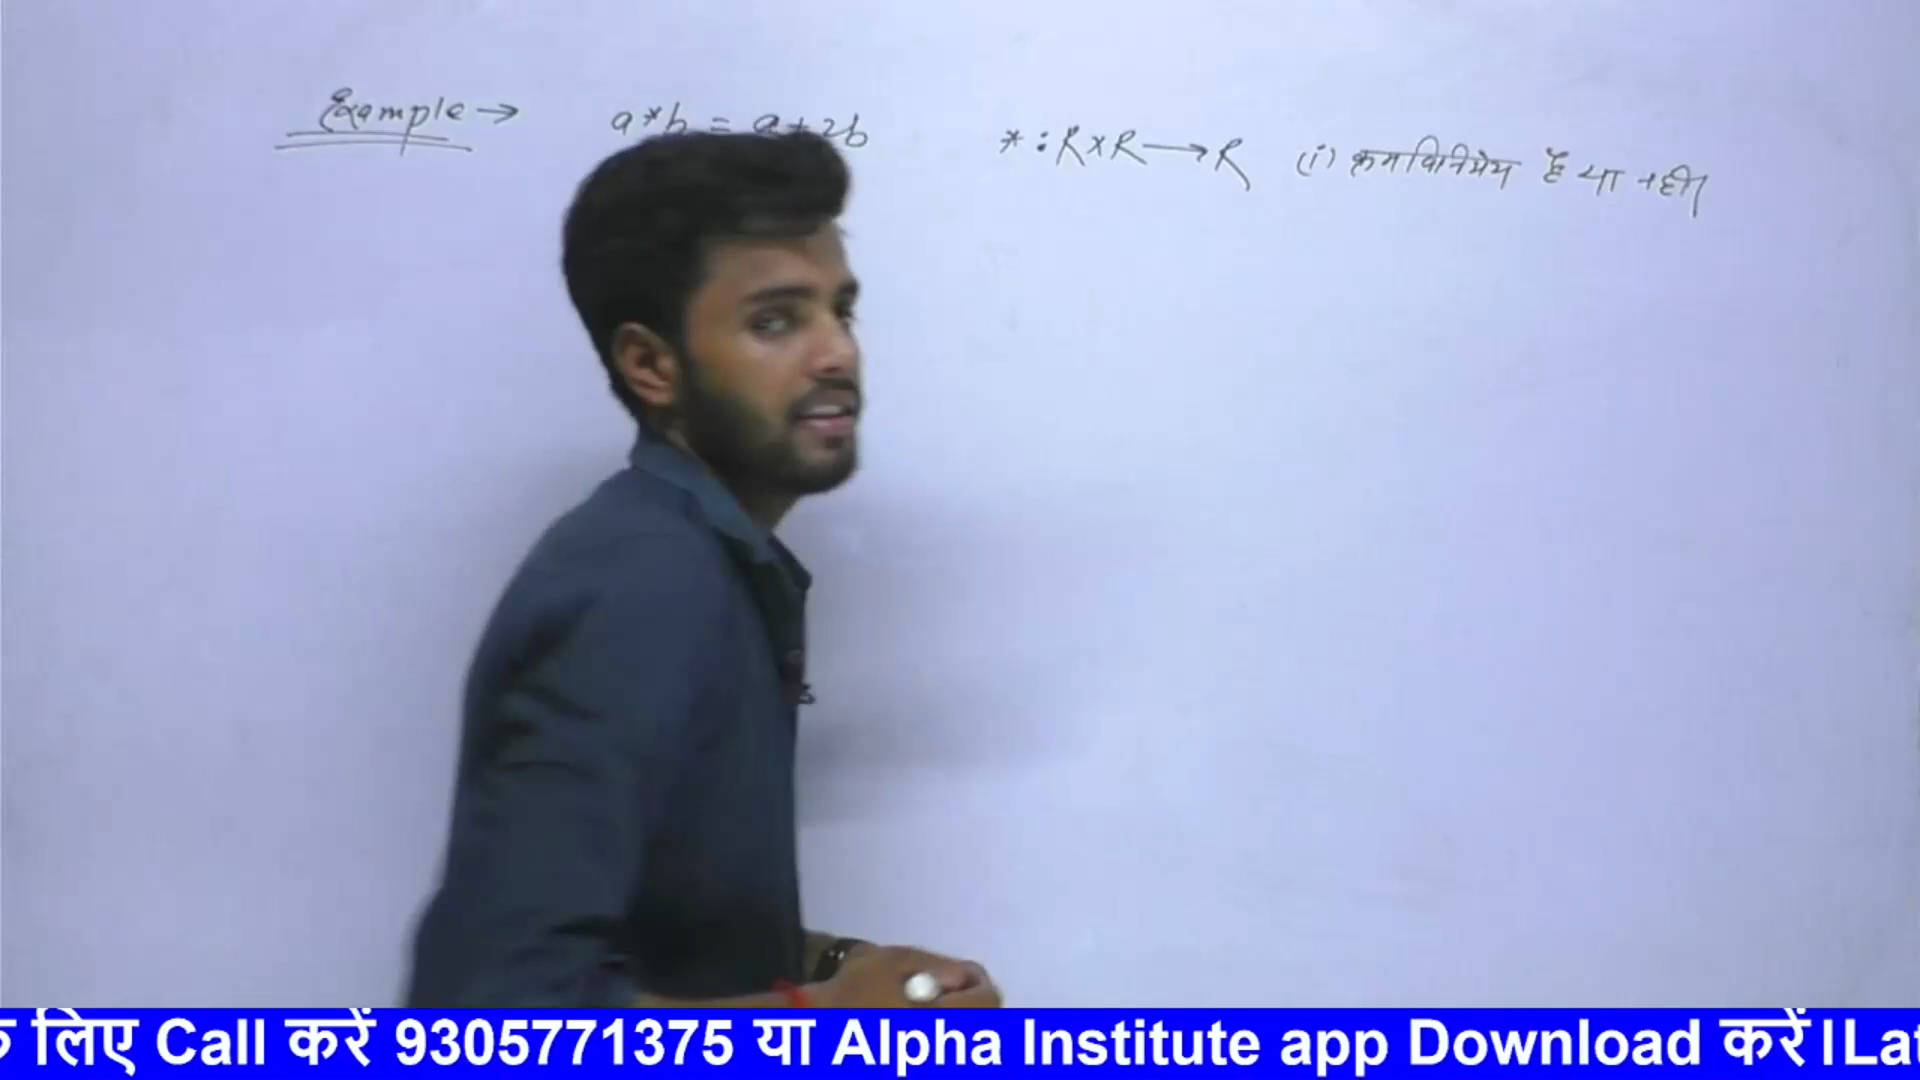 Example → a*b = a+2b *: R×R → R (i) क्रमविनिमेय है या नही।
के लिए Call करें 9305771375 या Alpha Institute app Download करें।Lat